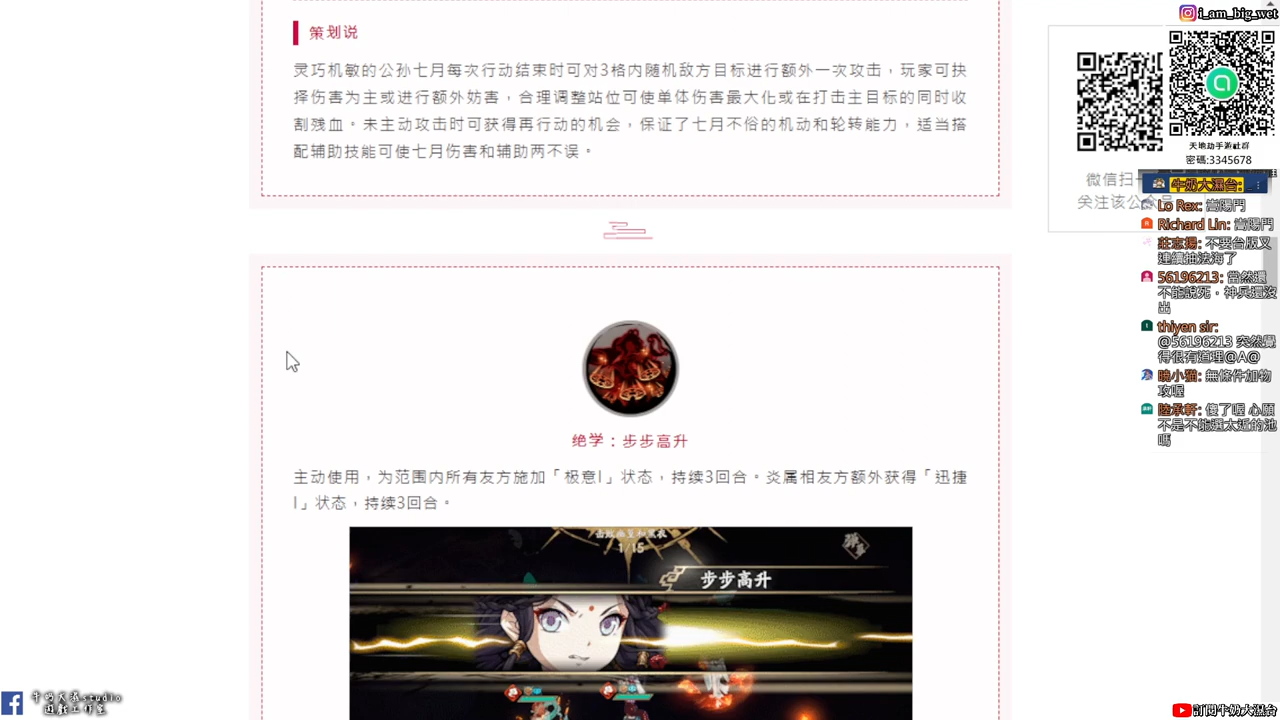 策划说
灵巧机敏的公孙七月每次行动结束时可对3格内随机敌方目标进行额外一次攻击，玩家可抉
择伤害为主或进行额外妨害，合理调整站位可使单体伤害最大化或在打击主目标的同时收
割残血。未主动攻击时可获得再行动的机会，保证了七月不俗的机动和轮转能力，适当搭
配辅助技能可使七月伤害和辅助两不误。
绝学：步步高升
主动使用，为范围内所有友方施加「极意Ⅰ」状态，持续3回合。炎属相友方额外获得「迅捷
Ⅰ」状态，持续3回合。
1/15
步步高升
i_am_big_wet
天地劫手游社群
密碼:3345678
微信扫一
关注该公众
牛奶大濕台:
Lo Rex: 嵩陽門
Richard Lin: 嵩陽門
莊志揚: 不要台版又
連續抽法海了
56196213: 當然還
不能說死，神兵還沒
出
thiyen sir:
@56196213 突然覺
得很有道理@A@
曉小貓: 無條件加物
攻喔
陸承軒: 傻了喔 心願
不是不能選太近的池
嗎
牛奶大濕studio
遊戲工作室
訂閱牛奶大濕台